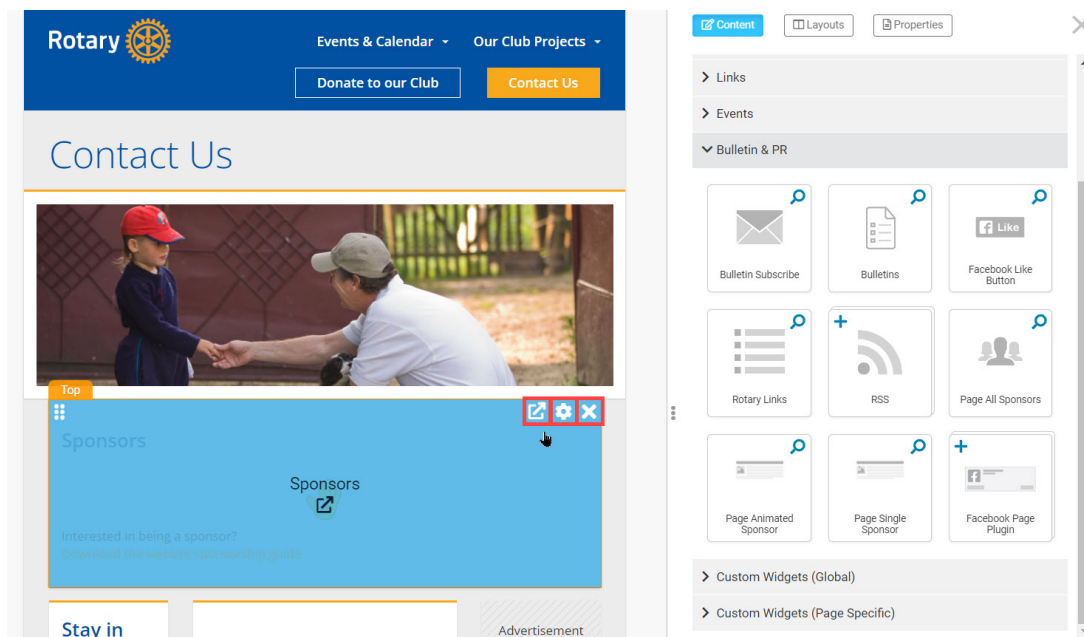 Rotary
Events & Calendar
Our Club Projects
Donate to our Club
Contact Us
Contact Us
Top
Sponsors
Sponsors
Interested in being a sponsor?
Download the website sponsorship guide
Stay in
Advertisement
Content
Layouts
Properties
Links
Events
Bulletin & PR
Bulletin Subscribe
Bulletins
Like
Facebook Like
Button
Rotary Links
RSS
Page All Sponsors
Page Animated
Sponsor
Page Single
Sponsor
Facebook Page
Plugin
Custom Widgets (Global)
Custom Widgets (Page Specific)